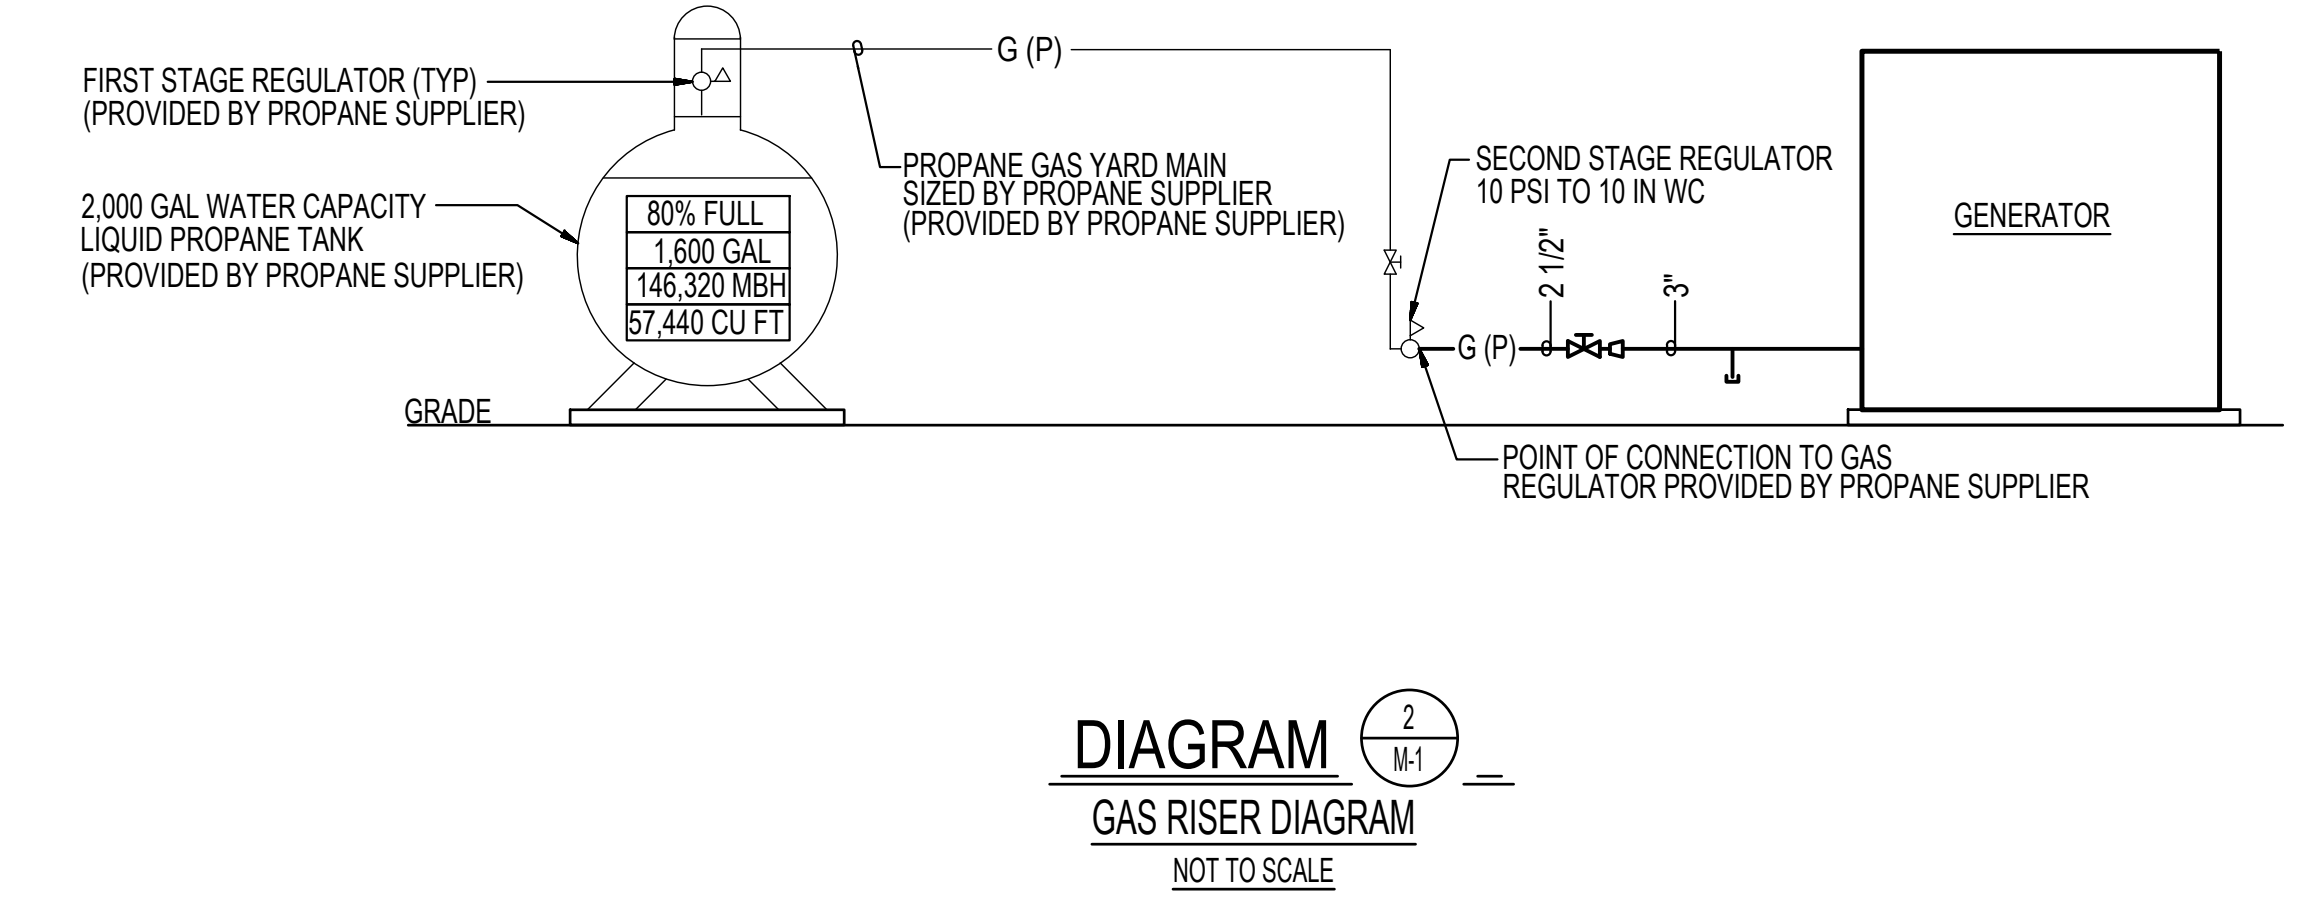 G (P)
FIRST STAGE REGULATOR (TYP)
(PROVIDED BY PROPANE SUPPLIER)
2,000 GAL WATER CAPACITY
LIQUID PROPANE TANK
(PROVIDED BY PROPANE SUPPLIER)
80% FULL
1,600 GAL
146,320 MBH
57,440 CU FT
PROPANE GAS YARD MAIN
SIZED BY PROPANE SUPPLIER
(PROVIDED BY PROPANE SUPPLIER)
SECOND STAGE REGULATOR
10 PSI TO 10 IN WC
GENERATOR
2 1/2"
3"
G (P)
GRADE
POINT OF CONNECTION TO GAS
REGULATOR PROVIDED BY PROPANE SUPPLIER
DIAGRAM
2
M-1
GAS RISER DIAGRAM
NOT TO SCALE